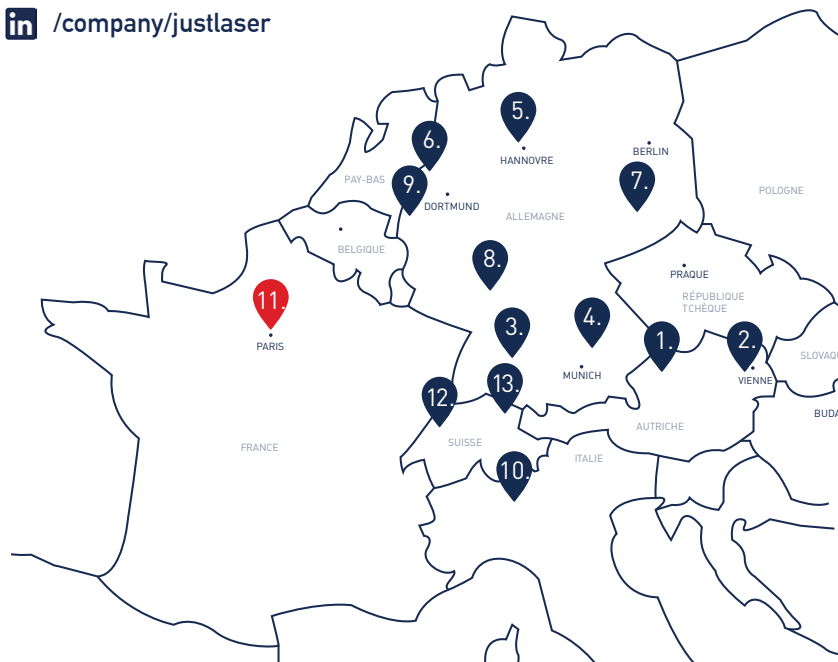 in /company/justlaser
5.
6.
HANNOVRE
BERLIN
PAY-BAS
9.
7.
POLOGNE
DORTMUND
ALLEMAGNE
BELGIQUE
8.
PRAQUE
11.
RÉPUBLIQUE
TCHÈQUE
3.
4.
1.
2.
PARIS
SLOVAQU
MUNICH
VIENNE
13.
12.
BUDA
AUTRICHE
SUISSE
FRANCE
ITALIE
10.